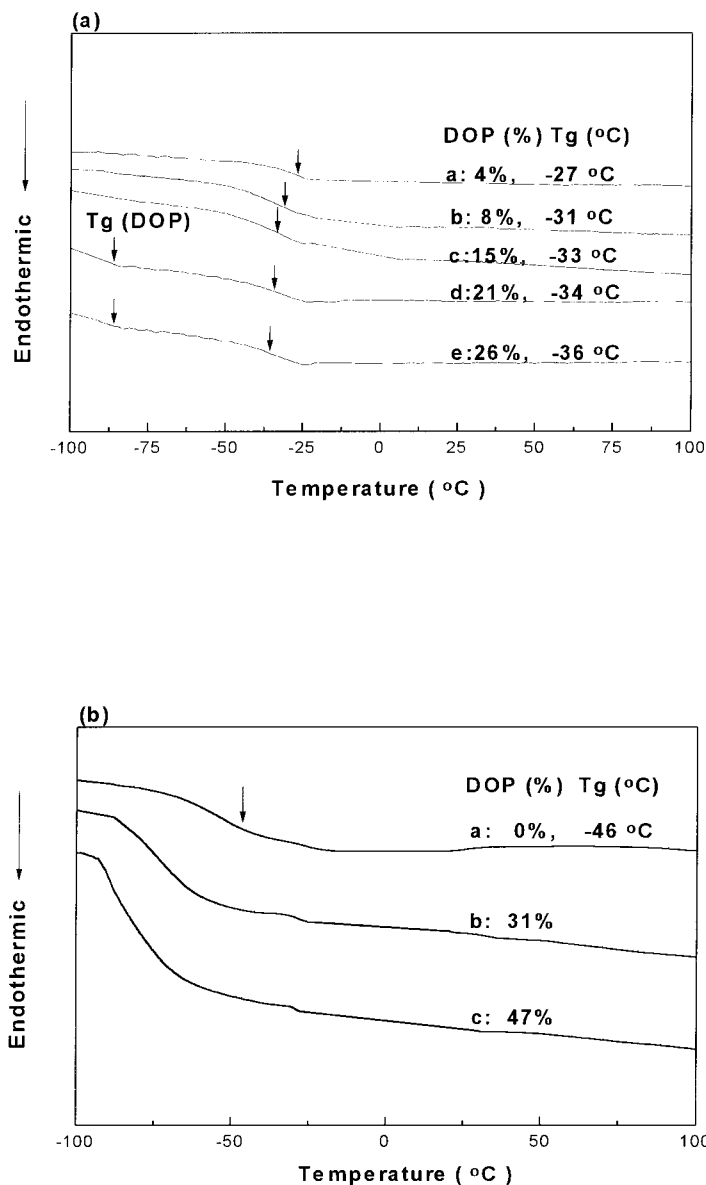 (a)
DOP (%) Tg (ºC)
a: 4%, -27 ºC
b: 8%, -31 ºC
Tg (DOP)
c:15%, -33 ºC
d:21%, -34 ºC
e:26%, -36 ºC
Endothermic
-100 -75 -50 -25 0 25 50 75 100
Temperature ( ºC )
(b)
DOP (%) Tg (ºC)
a: 0%, -46 ºC
b: 31%
c: 47%
Endothermic
-100 -50 0 50 100
Temperature ( ºC )